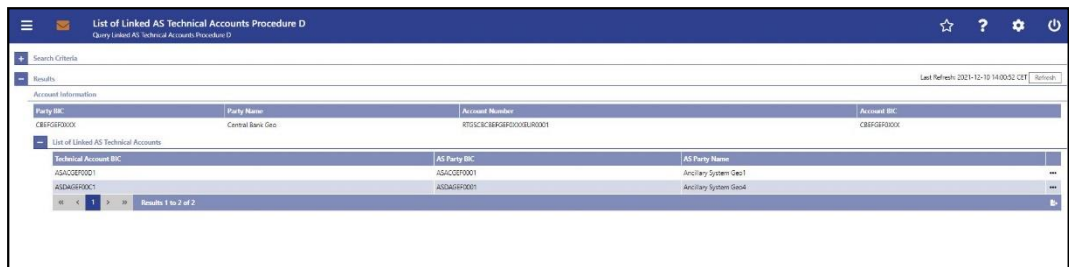 List of Linked AS Technical Accounts Procedure D
Query Linked AS Technical Accounts Procedure D
Search Criteria
Results Last Refresh: 2021-12-10 14:00:52 CET Refresh
Account Information
Party BIC Party Name Account Number Account BIC
CBEFGEF0XXX Central Bank Geo RTGSCBCBEFGEF0XXXEUR0001 CBEFGEF0XXX
List of Linked AS Technical Accounts
Technical Account BIC AS Party BIC AS Party Name
ASACGEF00D1 ASACGEF0001 Ancillary System Geo1
ASDAGEF00C1 ASDAGEF0001 Ancillary System Geo4
1 Results 1 to 2 of 2